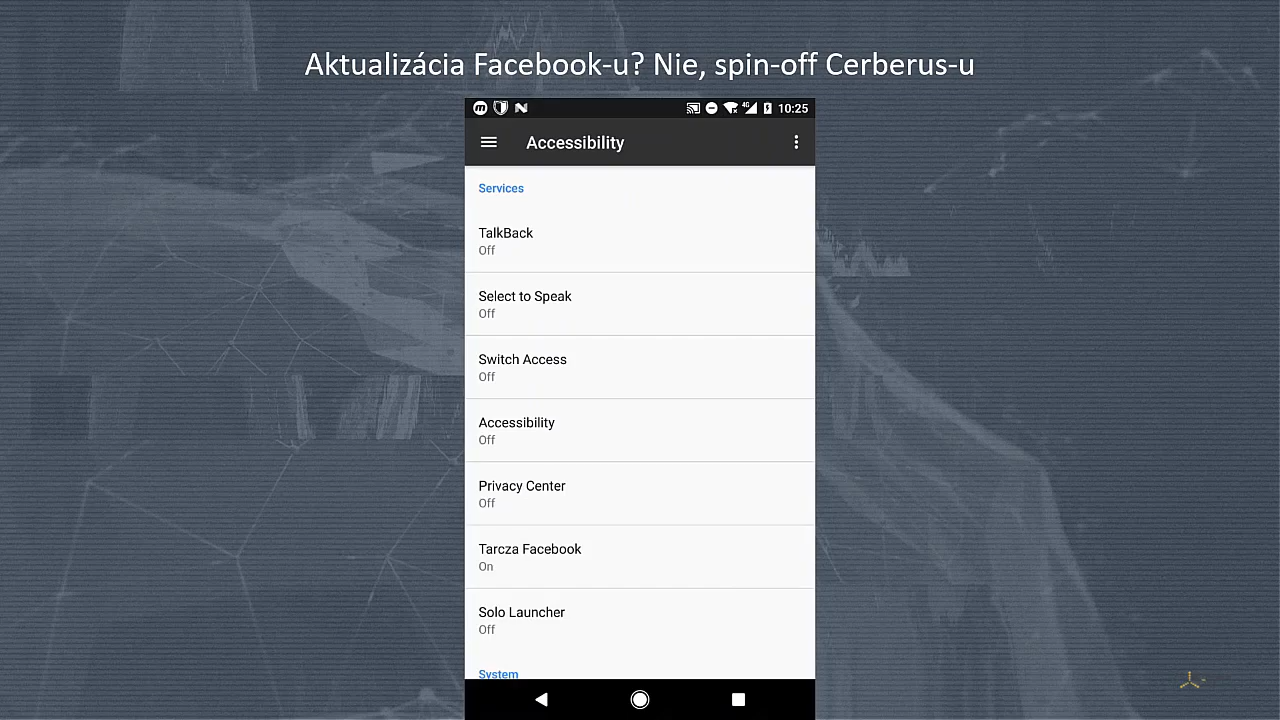 Aktualizácia Facebook-u? Nie, spin-off Cerberus-u
4G 10:25
Accessibility
Services
TalkBack
Off
Select to Speak
Off
Switch Access
Off
Accessibility
Off
Privacy Center
Off
Tarcza Facebook
On
Solo Launcher
Off
System